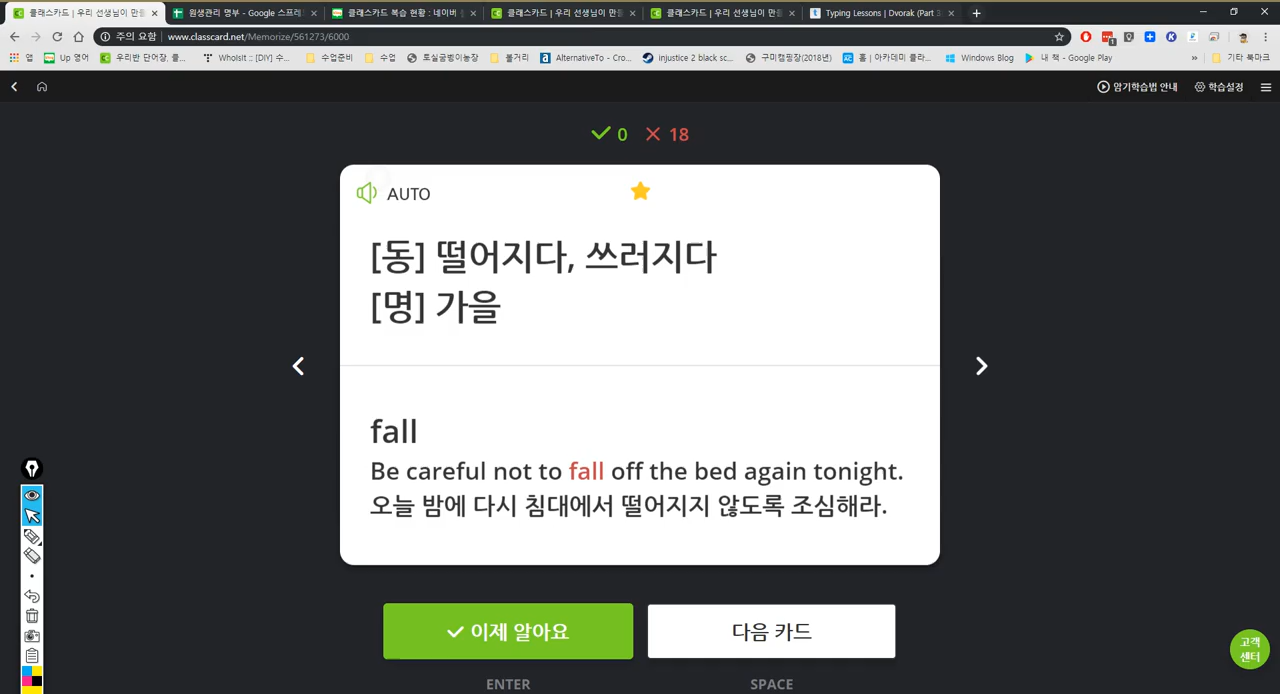 클래스카드 | 우리 선생님이 만든
원생관리 명부 - Google 스프레
클래스카드 복습 현황 : 네이버
클래스카드 | 우리 선생님이 만든
클래스카드 | 우리 선생님이 만든
Typing Lessons | Dvorak (Part 3
주의 요함 | www.classcard.net/Memorize/561273/6000
앱
Up 영어
우리반 단어장, 클...
WhoIst :: [DIY] 수...
수업준비
수업
토실굼벵이농장
볼거리
AlternativeTo - Cro...
injustice 2 black sc...
구미캠핑장(2018년)
홈 | 아카데미 클라...
Windows Blog
내 책 - Google Play
»
기타 북마크
암기학습법 안내
학습설정
0
18
AUTO
[동] 떨어지다, 쓰러지다
[명] 가을
fall
Be careful not to fall off the bed again tonight.
오늘 밤에 다시 침대에서 떨어지지 않도록 조심해라.
이제 알아요
다음 카드
ENTER
SPACE
고객
센터